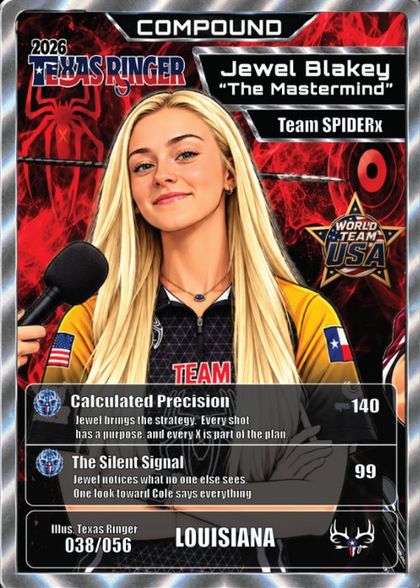 COMPOUND
2026
TEXAS RINGER
Jewel Blakey
“The Mastermind”
Team SPIDERx
WORLD
TEAM
USA
TEAM
Calculated Precision
140
Jewel brings the strategy. Every shot
has a purpose, and every X is part of the plan.
The Silent Signal
99
Jewel notices what no one else sees
One look toward Cole says everything
Illus. Texas Ringer
038/056
LOUISIANA